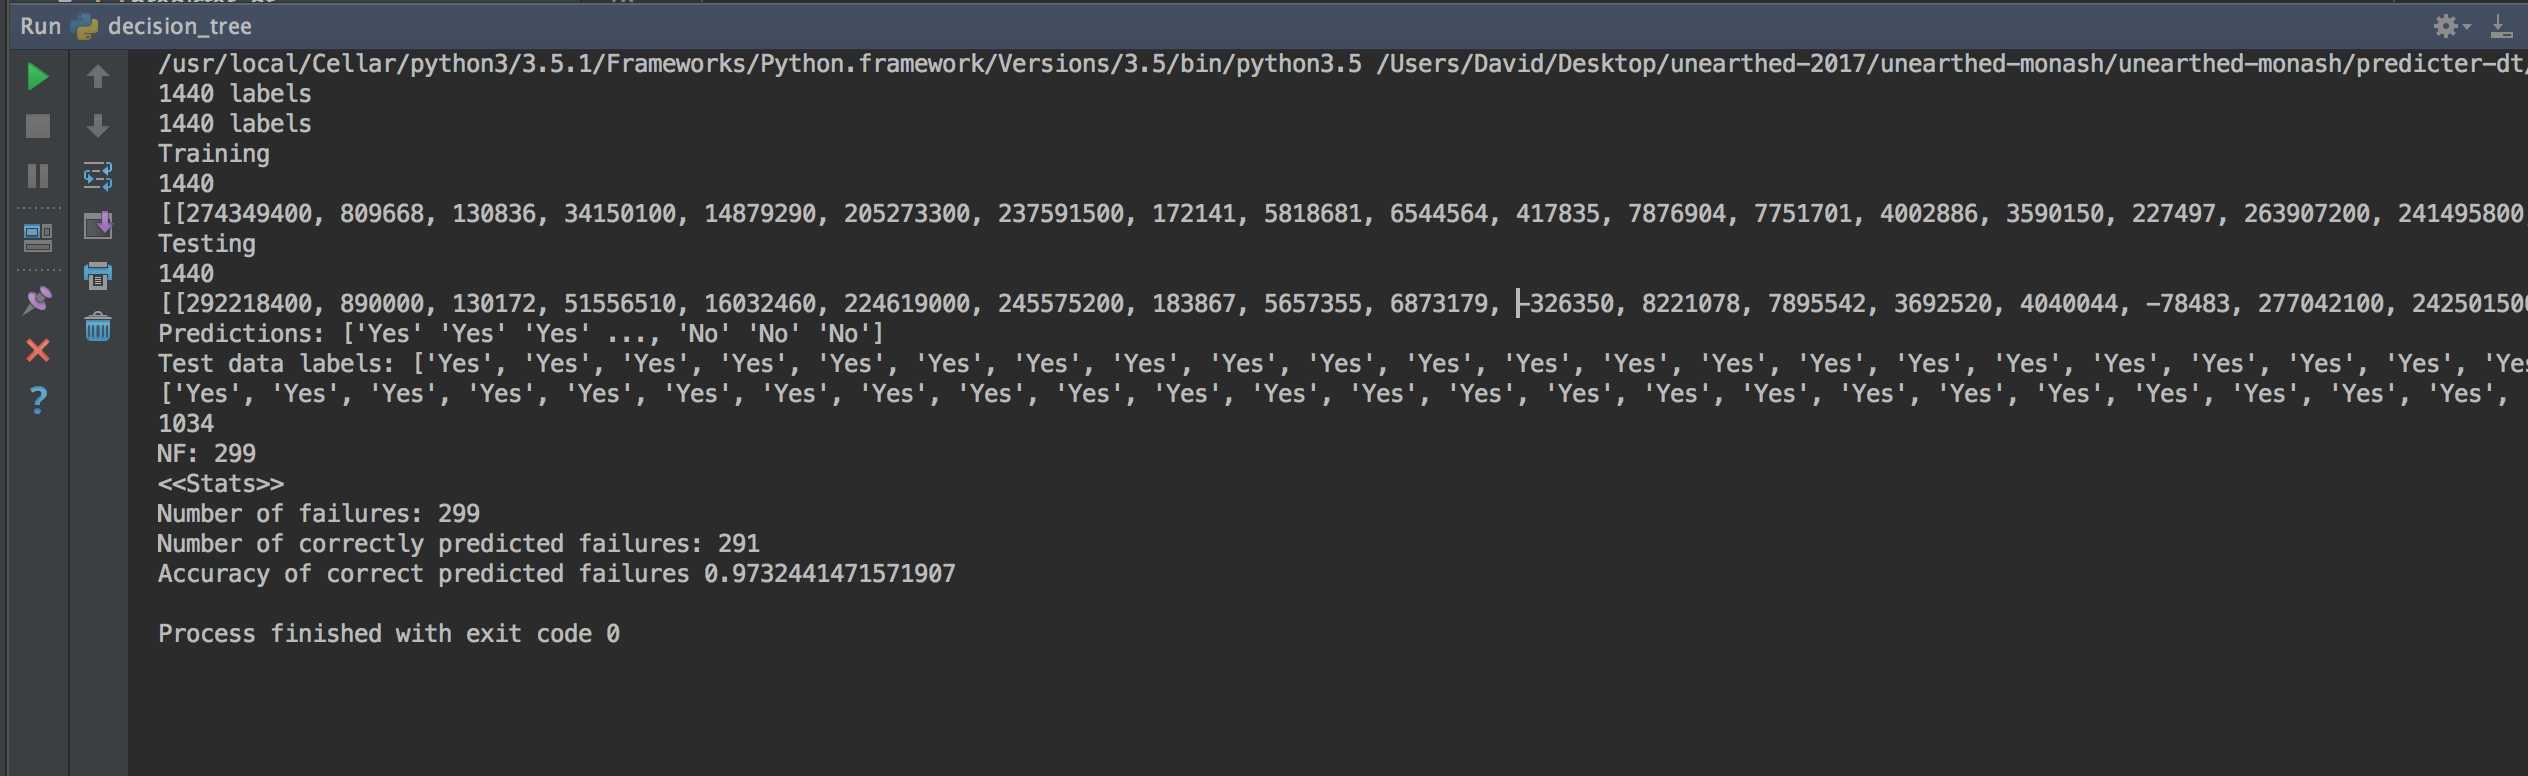 Run decision_tree
/usr/local/Cellar/python3/3.5.1/Frameworks/Python.framework/Versions/3.5/bin/python3.5 /Users/David/Desktop/unearthed-2017/unearthed-monash/unearthed-monash/predicter-dt/
1440 labels
1440 labels
Training
1440
[[274349400, 809668, 130836, 34150100, 14879290, 205273300, 237591500, 172141, 5818681, 6544564, 417835, 7876904, 7751701, 4002886, 3590150, 227497, 263907200, 241495800,
Testing
1440
[[292218400, 890000, 130172, 51556510, 16032460, 224619000, 245575200, 183867, 5657355, 6873179, -326350, 8221078, 7895542, 3692520, 4040044, -78483, 277042100, 242501500
Predictions: ['Yes' 'Yes' 'Yes' ..., 'No' 'No' 'No']
Test data labels: ['Yes', 'Yes', 'Yes', 'Yes', 'Yes', 'Yes', 'Yes', 'Yes', 'Yes', 'Yes', 'Yes', 'Yes', 'Yes', 'Yes', 'Yes', 'Yes', 'Yes', 'Yes', 'Yes', 'Yes', 'Yes', 'Yes
['Yes', 'Yes', 'Yes', 'Yes', 'Yes', 'Yes', 'Yes', 'Yes', 'Yes', 'Yes', 'Yes', 'Yes', 'Yes', 'Yes', 'Yes', 'Yes', 'Yes', 'Yes', 'Yes', 'Yes', 'Yes', 'Yes', 'Yes', 'Yes',
1034
NF: 299
<<Stats>>
Number of failures: 299
Number of correctly predicted failures: 291
Accuracy of correct predicted failures 0.9732441471571907
Process finished with exit code 0